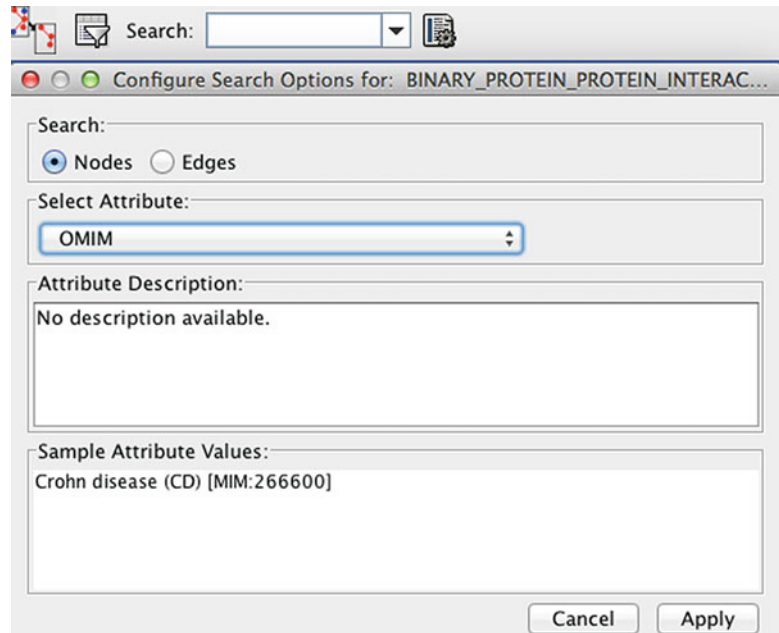 Search:
Configure Search Options for: BINARY_PROTEIN_PROTEIN_INTERAC...
Search:
Nodes Edges
Select Attribute:
OMIM
Attribute Description:
No description available.
Sample Attribute Values:
Crohn disease (CD) [MIM:266600]
Cancel Apply